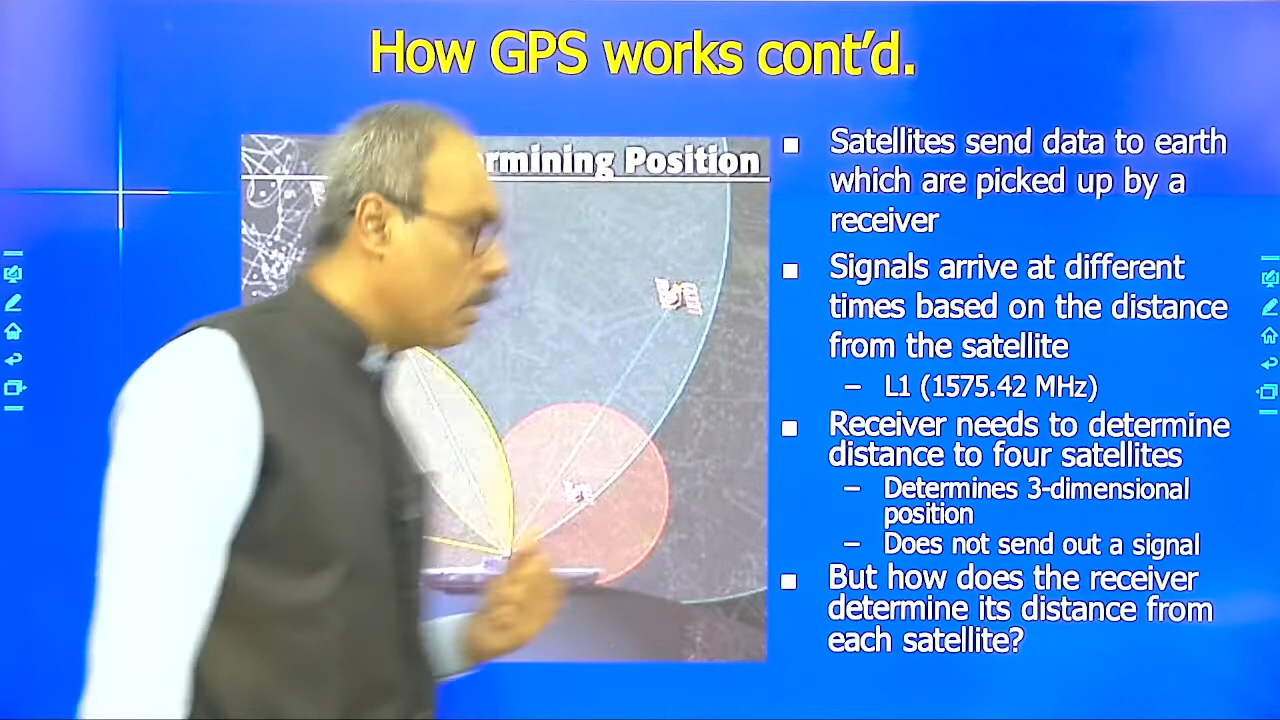 How GPS works cont'd.
rmining Position
Satellites send data to earth
which are picked up by a
receiver
Signals arrive at different
times based on the distance
from the satellite
– L1 (1575.42 MHz)
Receiver needs to determine
distance to four satellites
– Determines 3-dimensional
position
– Does not send out a signal
But how does the receiver
determine its distance from
each satellite?